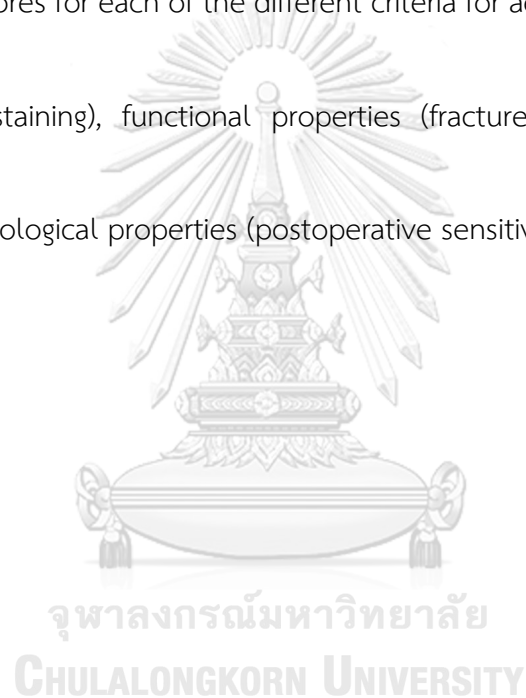 ores for each of the different criteria for a
staining), functional properties (fracture
ological properties (postoperative sensitiv
จุฬาลงกรณ์มหาวิทยาลัย
CHULALONGKORN UNIVERSITY